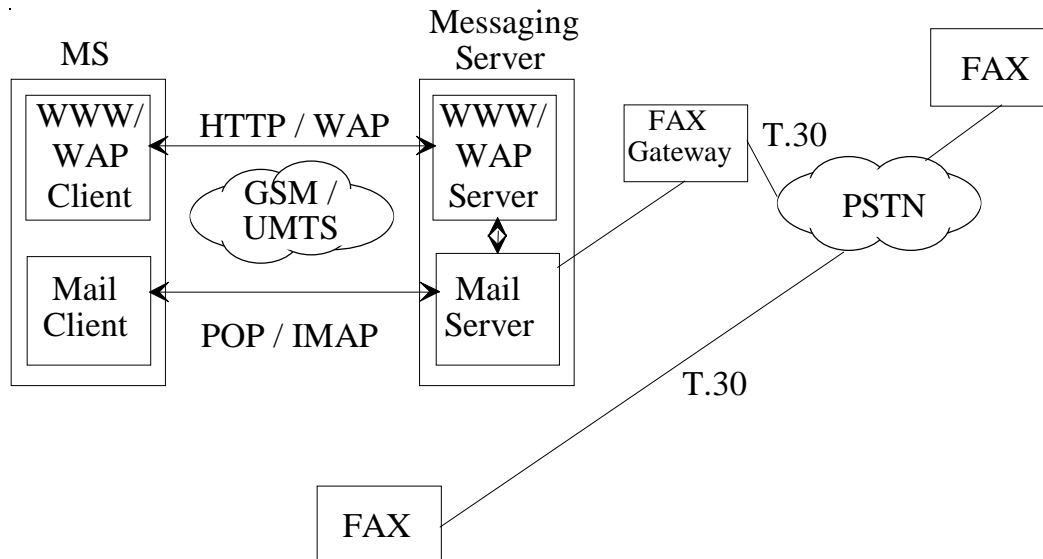 MS
WWW/
WAP
Client
Mail
Client
HTTP / WAP
GSM /
UMTS
POP / IMAP
Messaging
Server
WWW/
WAP
Server
Mail
Server
FAX
Gateway
T.30
FAX
PSTN
T.30
FAX